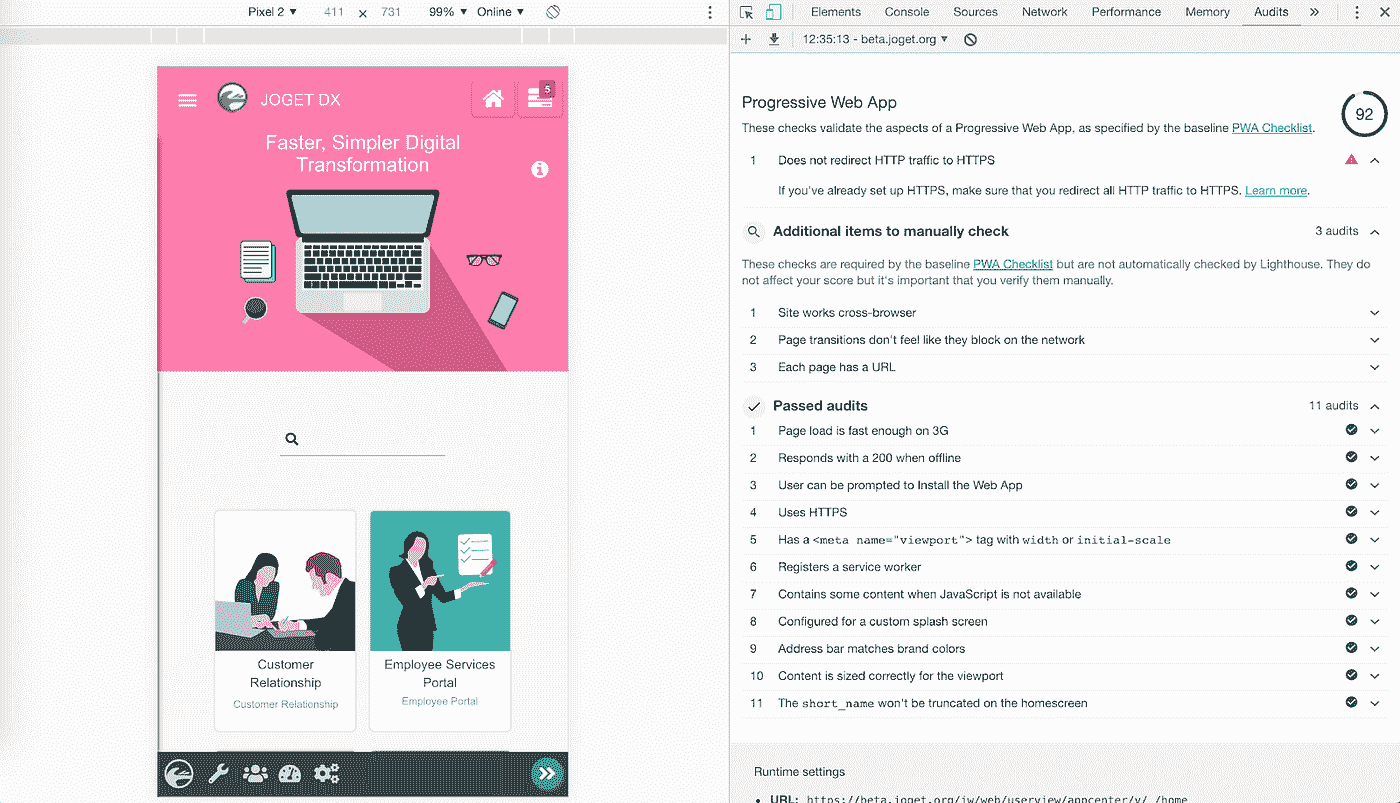 Pixel 2 ▼ 411 x 731 99% ▼ Online ▼
Elements Console Sources Network Performance Memory Audits »
12:35:13 - beta.joget.org ▼
JOGET DX
5
Faster, Simpler Digital
Transformation
Customer
Relationship
Customer Relationship
Employee Services
Portal
Employee Portal
Progressive Web App
92
These checks validate the aspects of a Progressive Web App, as specified by the baseline PWA Checklist.
1 Does not redirect HTTP traffic to HTTPS
If you've already set up HTTPS, make sure that you redirect all HTTP traffic to HTTPS. Learn more.
Additional items to manually check 3 audits
These checks are required by the baseline PWA Checklist but are not automatically checked by Lighthouse. They do
not affect your score but it's important that you verify them manually.
1 Site works cross-browser
2 Page transitions don't feel like they block on the network
3 Each page has a URL
Passed audits 11 audits
1 Page load is fast enough on 3G
2 Responds with a 200 when offline
3 User can be prompted to Install the Web App
4 Uses HTTPS
5 Has a <meta name="viewport"> tag with width or initial-scale
6 Registers a service worker
7 Contains some content when JavaScript is not available
8 Configured for a custom splash screen
9 Address bar matches brand colors
10 Content is sized correctly for the viewport
11 The short_name won't be truncated on the homescreen
Runtime settings
• URL: https://beta.joget.org/jw/web/userview/appcenter/v/_/home